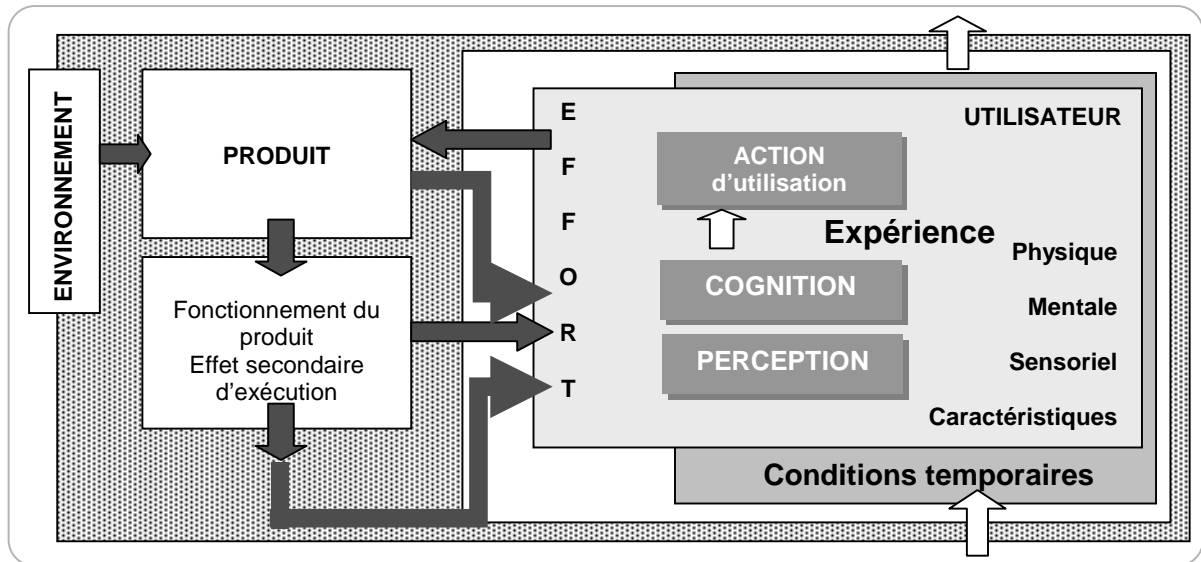 ENVIRONNEMENT
PRODUIT
Fonctionnement du
produit
Effet secondaire
d'exécution
E
F
F
O
R
T
UTILISATEUR
ACTION
d'utilisation
Expérience
COGNITION
PERCEPTION
Physique
Mentale
Sensoriel
Caractéristiques
Conditions temporaires